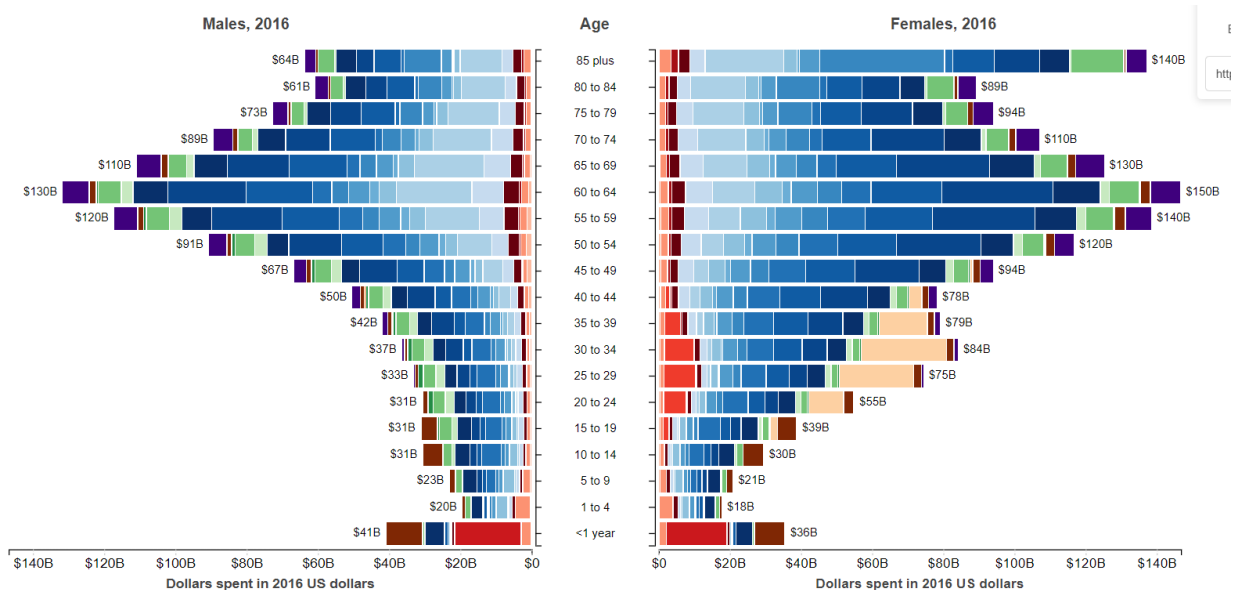 Males, 2016 Age Females, 2016
$64B 85 plus $140B
$61B 80 to 84 $89B
$73B 75 to 79 $94B
$89B 70 to 74 $110B
$110B 65 to 69 $130B
$130B 60 to 64 $150B
$120B 55 to 59 $140B
$91B 50 to 54 $120B
$67B 45 to 49 $94B
$50B 40 to 44 $78B
$42B 35 to 39 $79B
$37B 30 to 34 $84B
$33B 25 to 29 $75B
$31B 20 to 24 $55B
$31B 15 to 19 $39B
$31B 10 to 14 $30B
$23B 5 to 9 $21B
$20B 1 to 4 $18B
$41B <1 year $36B
$140B $120B $100B $80B $60B $40B $20B $0 $0 $20B $40B $60B $80B $100B $120B $140B
Dollars spent in 2016 US dollars Dollars spent in 2016 US dollars